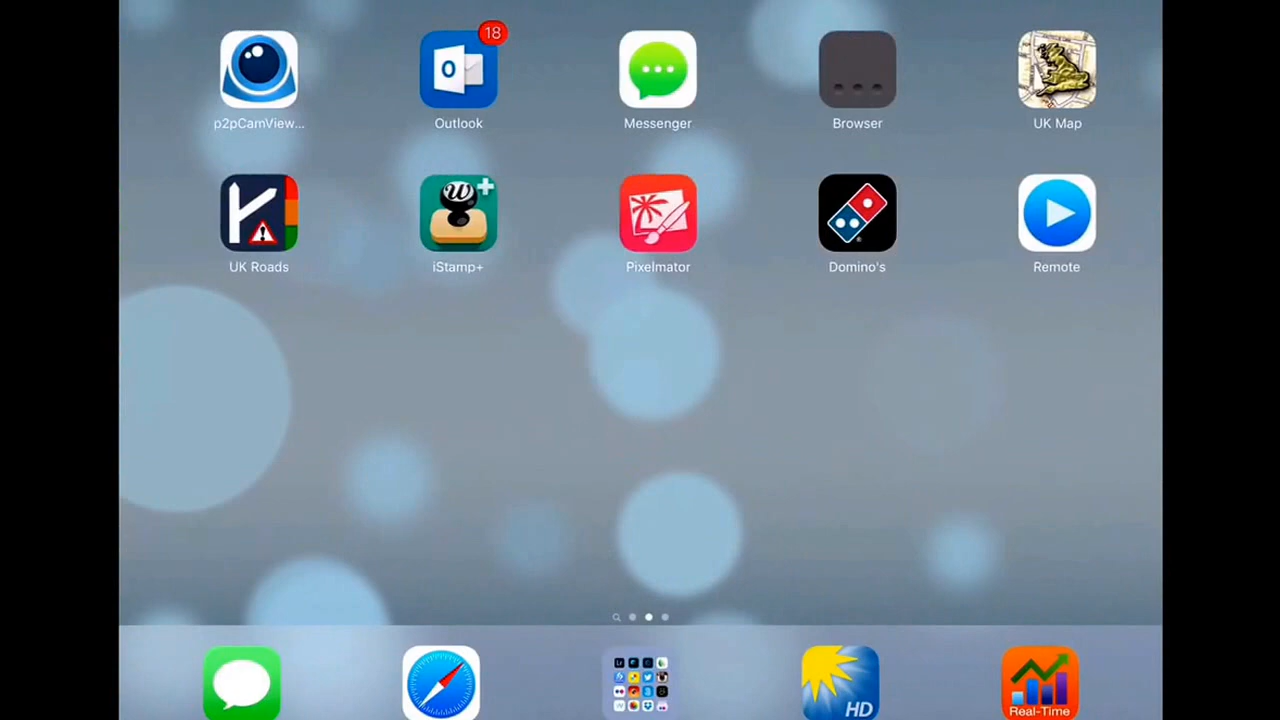 18
p2pCamView...
Outlook
Messenger
Browser
UK Map
UK Roads
iStamp+
Pixelmator
Domino's
Remote
HD
Real-Time